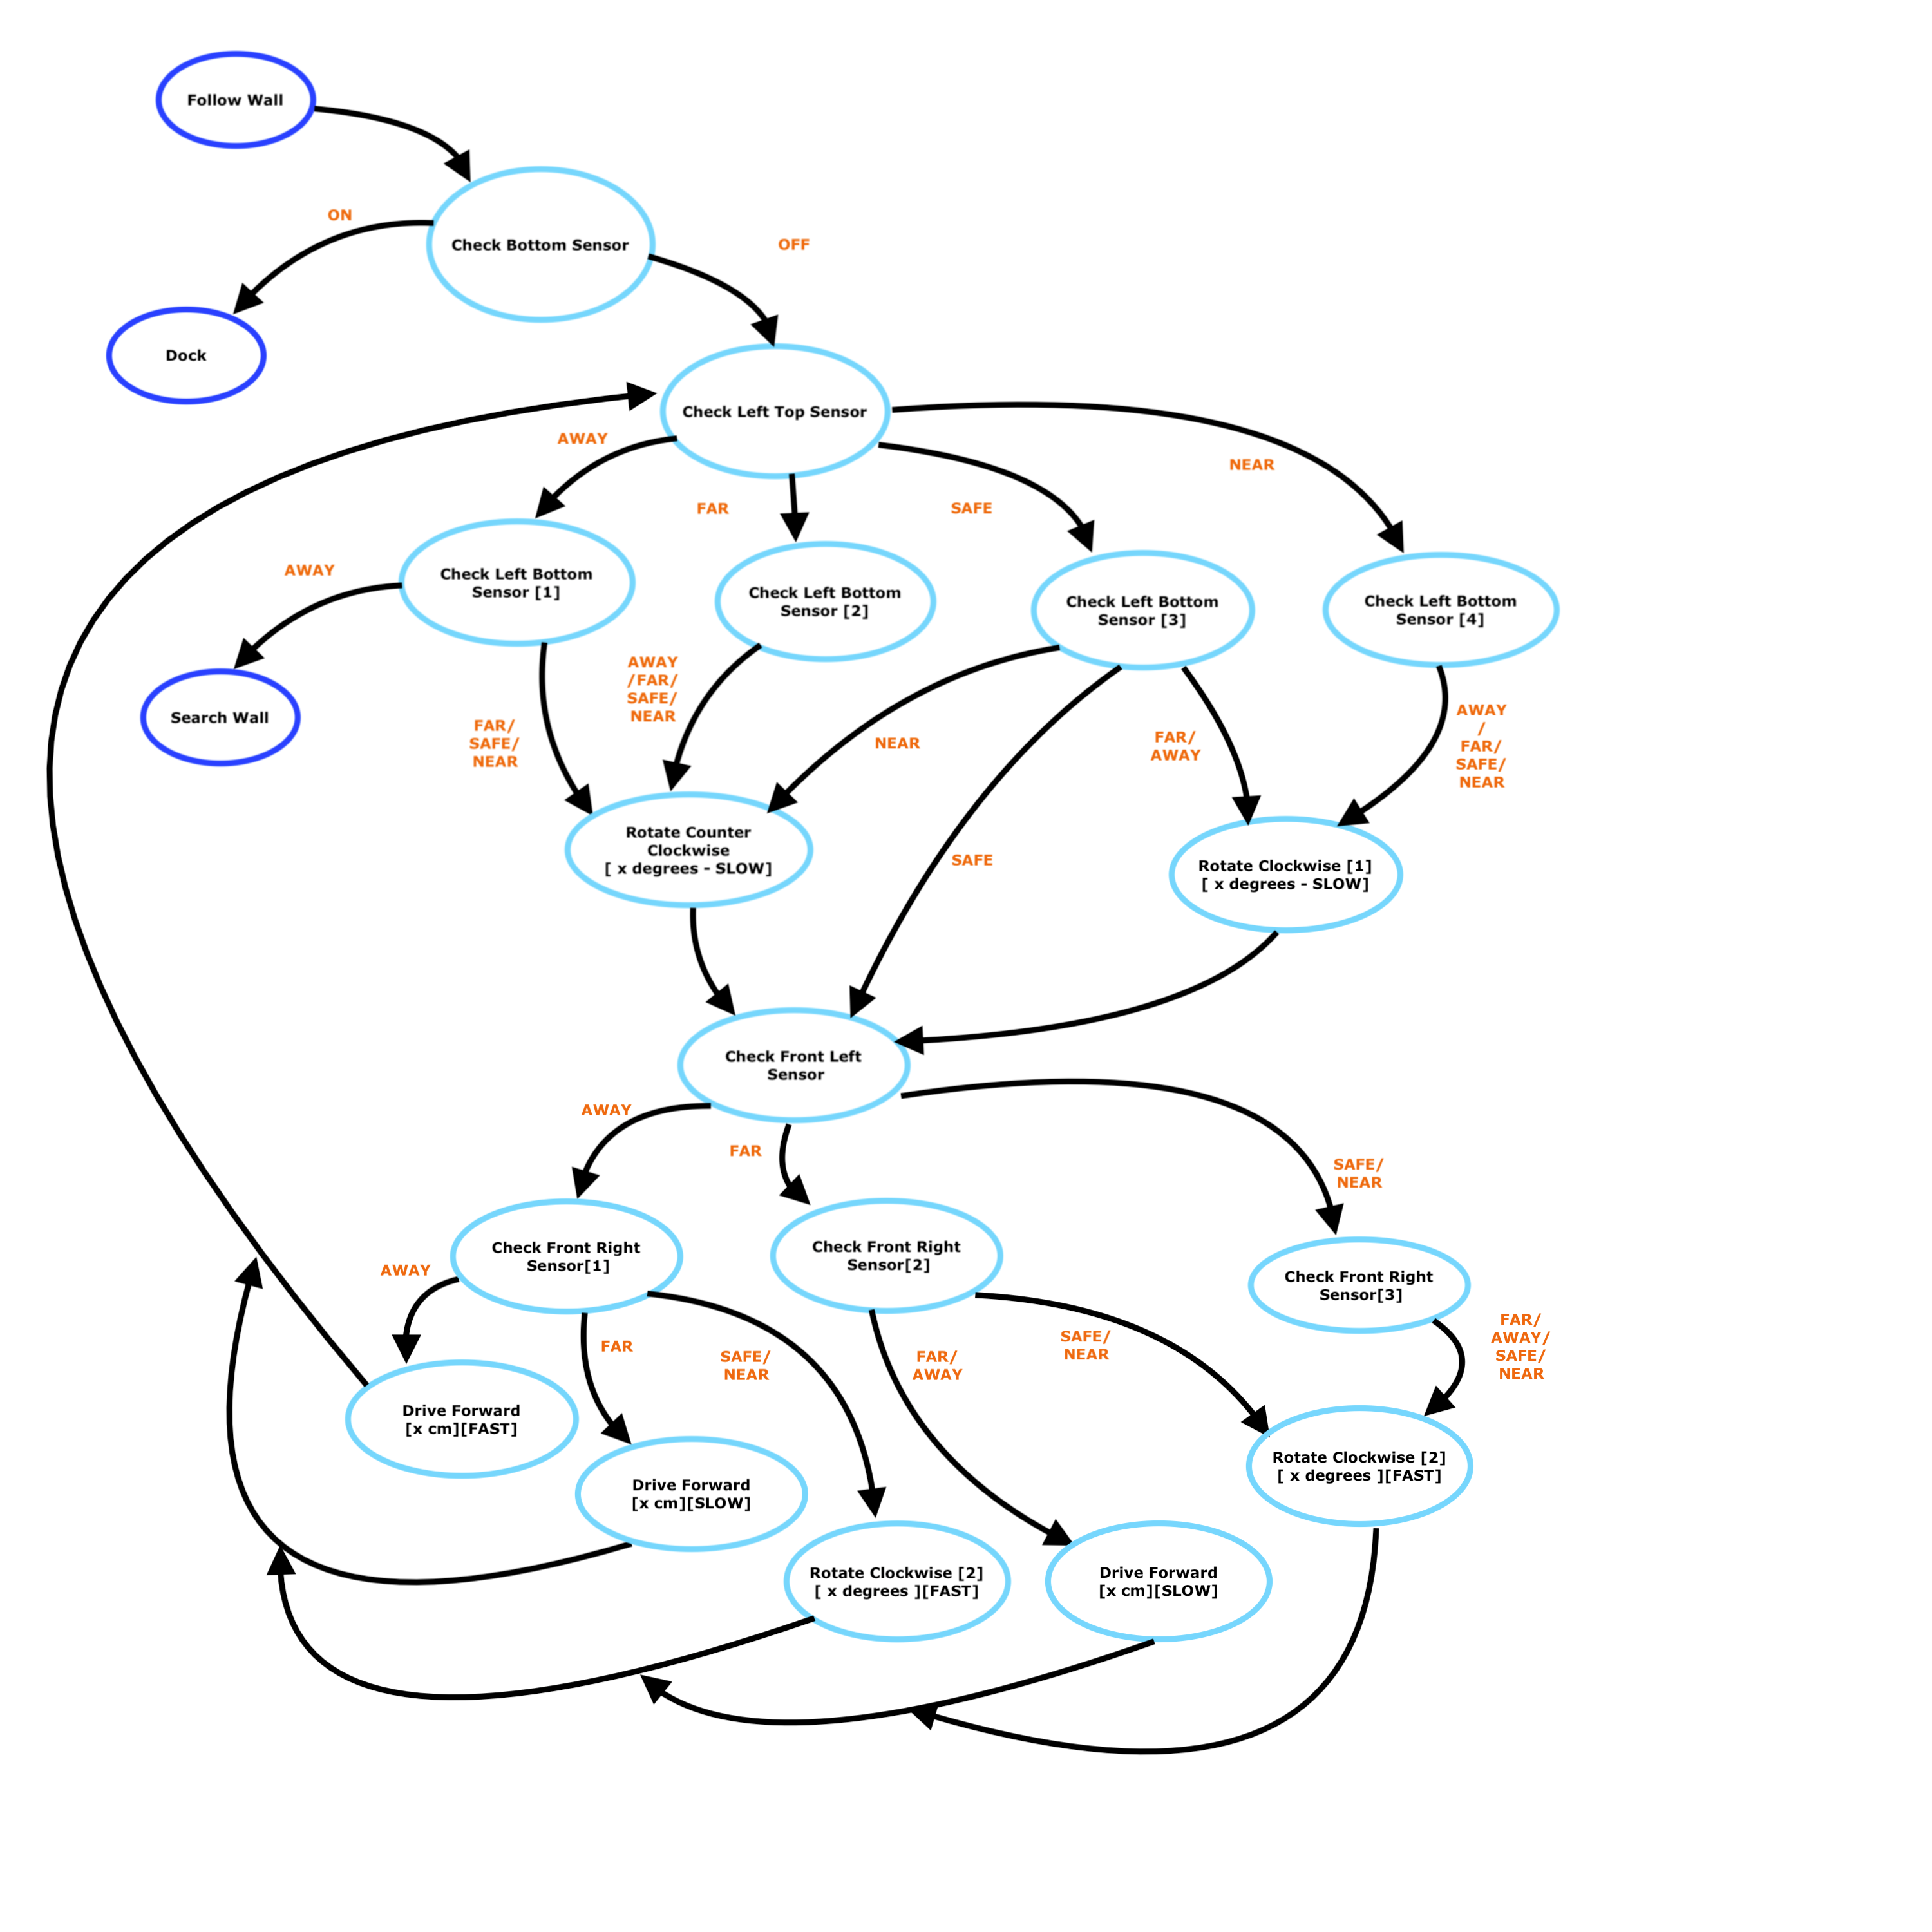 Follow Wall
ON
Check Bottom Sensor
OFF
Dock
Check Left Top Sensor
AWAY
NEAR
FAR
SAFE
AWAY
Check Left Bottom
Sensor [1]
Check Left Bottom
Sensor [2]
Check Left Bottom
Sensor [3]
Check Left Bottom
Sensor [4]
Search Wall
FAR/
SAFE/
NEAR
AWAY
/FAR/
SAFE/
NEAR
NEAR
FAR/
AWAY
AWAY
/
FAR/
SAFE/
NEAR
Rotate Counter
Clockwise
[ x degrees - SLOW]
SAFE
Rotate Clockwise [1]
[ x degrees - SLOW]
Check Front Left
Sensor
AWAY
FAR
SAFE/
NEAR
Check Front Right
Sensor[1]
Check Front Right
Sensor[2]
Check Front Right
Sensor[3]
AWAY
FAR
SAFE/
NEAR
FAR/
AWAY
SAFE/
NEAR
FAR/
AWAY/
SAFE/
NEAR
Drive Forward
[x cm][FAST]
Drive Forward
[x cm][SLOW]
Rotate Clockwise [2]
[ x degrees ][FAST]
Rotate Clockwise [2]
[ x degrees ][FAST]
Drive Forward
[x cm][SLOW]